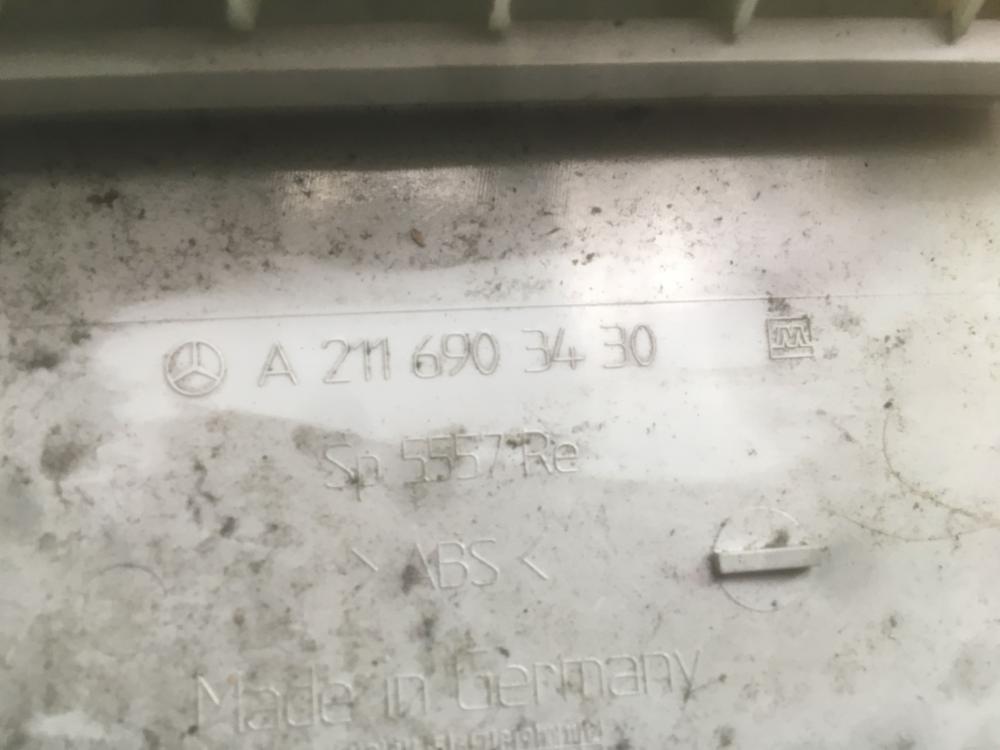 A 211 690 34 30 M
Sp 5557 Re
> ABS <
Made in Germany